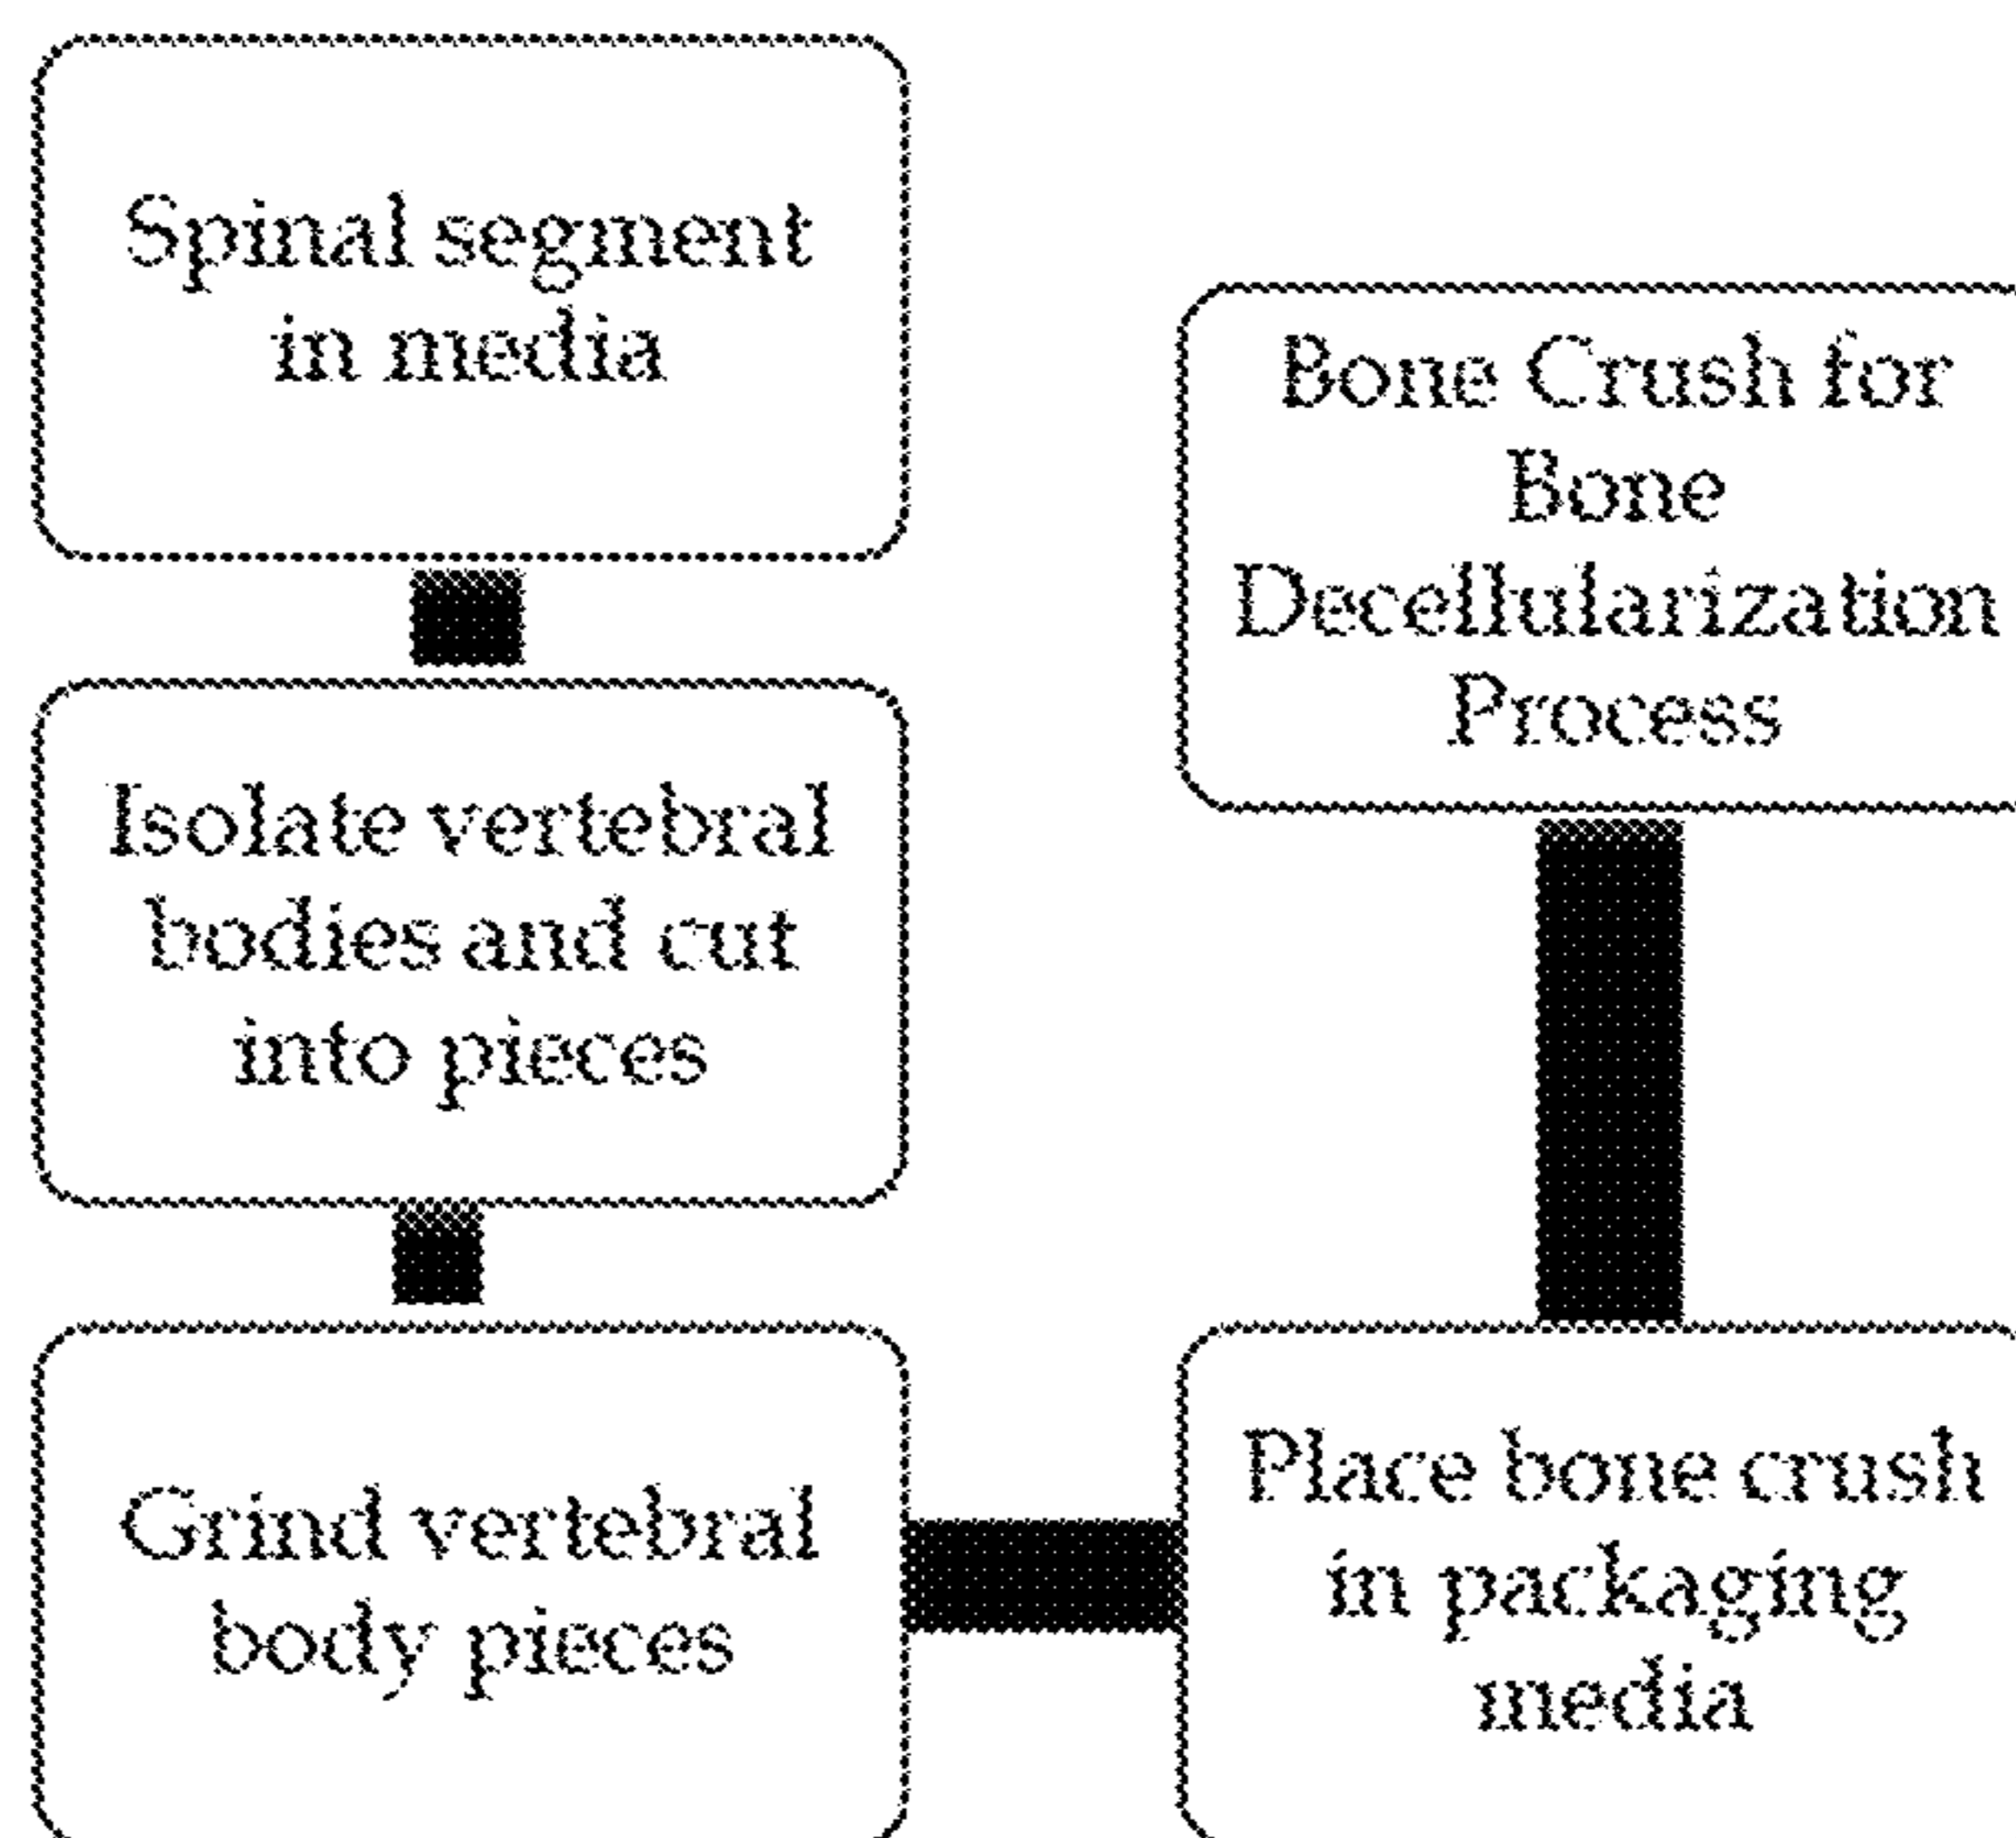 Spinal segment
in media
Isolate vertebral
bodies and cut
into pieces
Grind vertebral
body pieces
Place bone crush
in packaging
media
Bone Crush for
Bone
Decellularization
Process